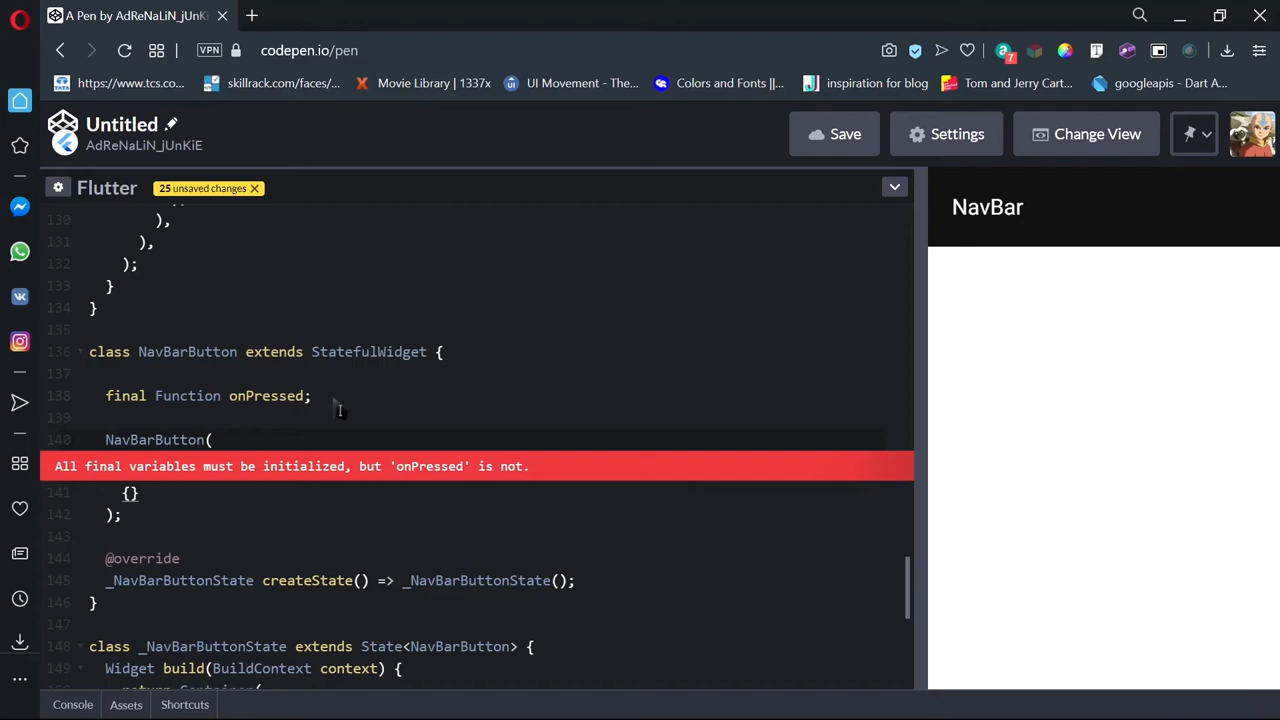 A Pen by AdReNaLiN_jUnKi
VPN
codepen.io/pen
7
https://www.tcs.co...
skillrack.com/faces/...
Movie Library | 1337x
UI Movement - The...
Colors and Fonts ||...
inspiration for blog
Tom and Jerry Cart...
googleapis - Dart A...
Untitled
AdReNaLiN_jUnKiE
Save
Settings
Change View
Flutter
25 unsaved changes
NavBar
130 ),
131 ),
132 );
133 }
134 }
135
136 class NavBarButton extends StatefulWidget {
137
138 final Function onPressed;
139
140 NavBarButton(
All final variables must be initialized, but 'onPressed' is not.
141 {}
142 );
143
144 @override
145 _NavBarButtonState createState() => _NavBarButtonState();
146 }
147
148 class _NavBarButtonState extends State<NavBarButton> {
149 Widget build(BuildContext context) {
return Container(
Console
Assets
Shortcuts